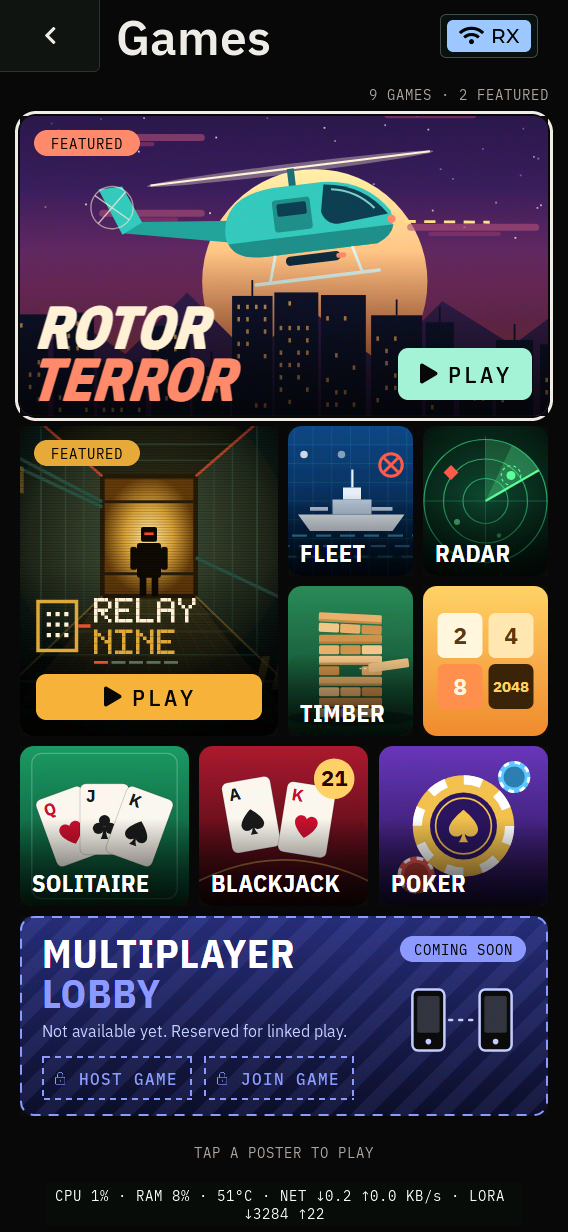 Games
RX
9 GAMES · 2 FEATURED
FEATURED
ROTOR
TERROR
PLAY
FEATURED
RELAY
NINE
PLAY
FLEET
RADAR
TIMBER
2 4
8 2048
Q J K
SOLITAIRE
A K 21
BLACKJACK
POKER
MULTIPLAYER
LOBBY
COMING SOON
Not available yet. Reserved for linked play.
HOST GAME
JOIN GAME
TAP A POSTER TO PLAY
CPU 1% · RAM 8% · 51°C · NET ↓0.2 ↑0.0 KB/s · LORA
↓3284 ↑22